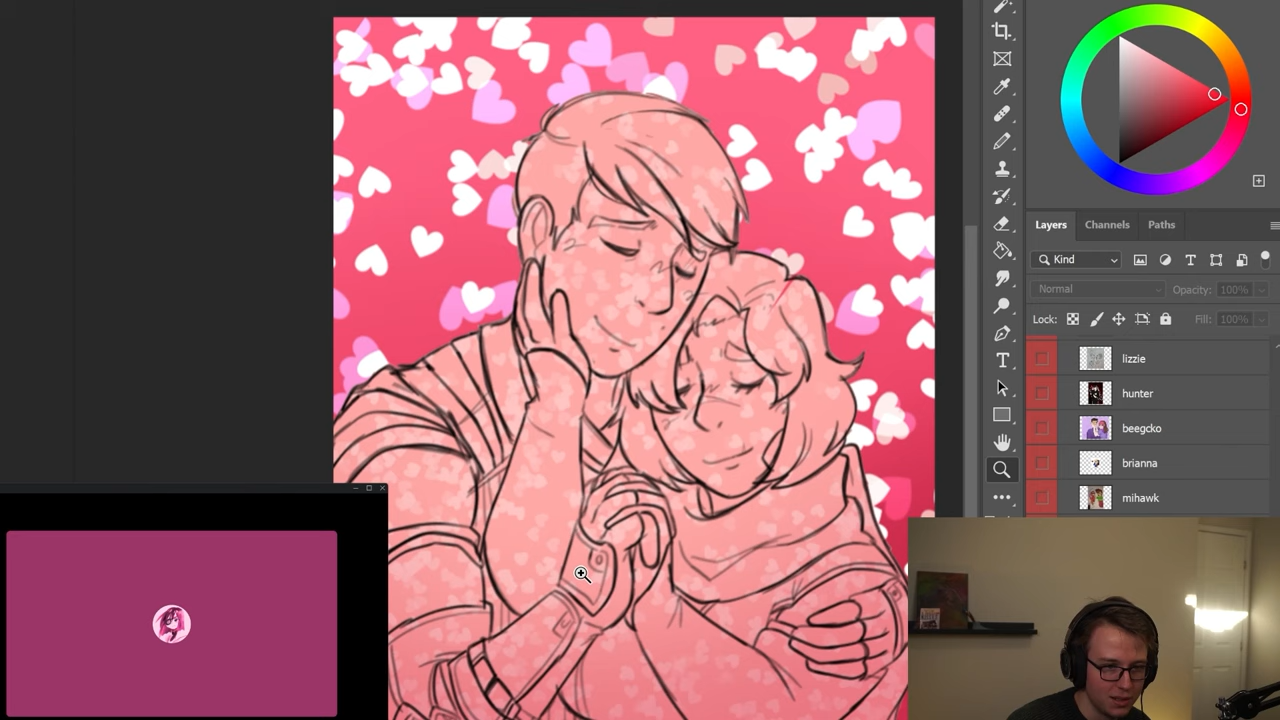 Layers Channels Paths
Kind
Normal Opacity: 100%
Lock: Fill: 100%
lizzie
hunter
beegcko
brianna
mihawk